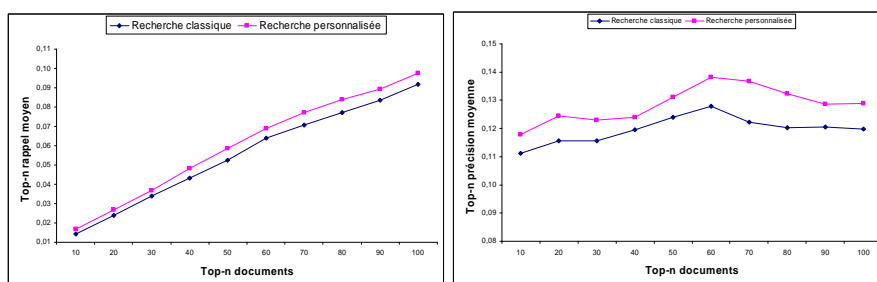 Recherche classique Recherche personnalisée
Top-n rappel moyen
0,11
0,10
0,09
0,08
0,07
0,06
0,05
0,04
0,03
0,02
0,01
10 20 30 40 50 60 70 80 90 100
Top-n documents
Recherche classique Recherche personnalisée
Top-n précision moyenne
0,15
0,14
0,13
0,12
0,11
0,10
0,09
0,08
10 20 30 40 50 60 70 80 90 100
Top-n documents